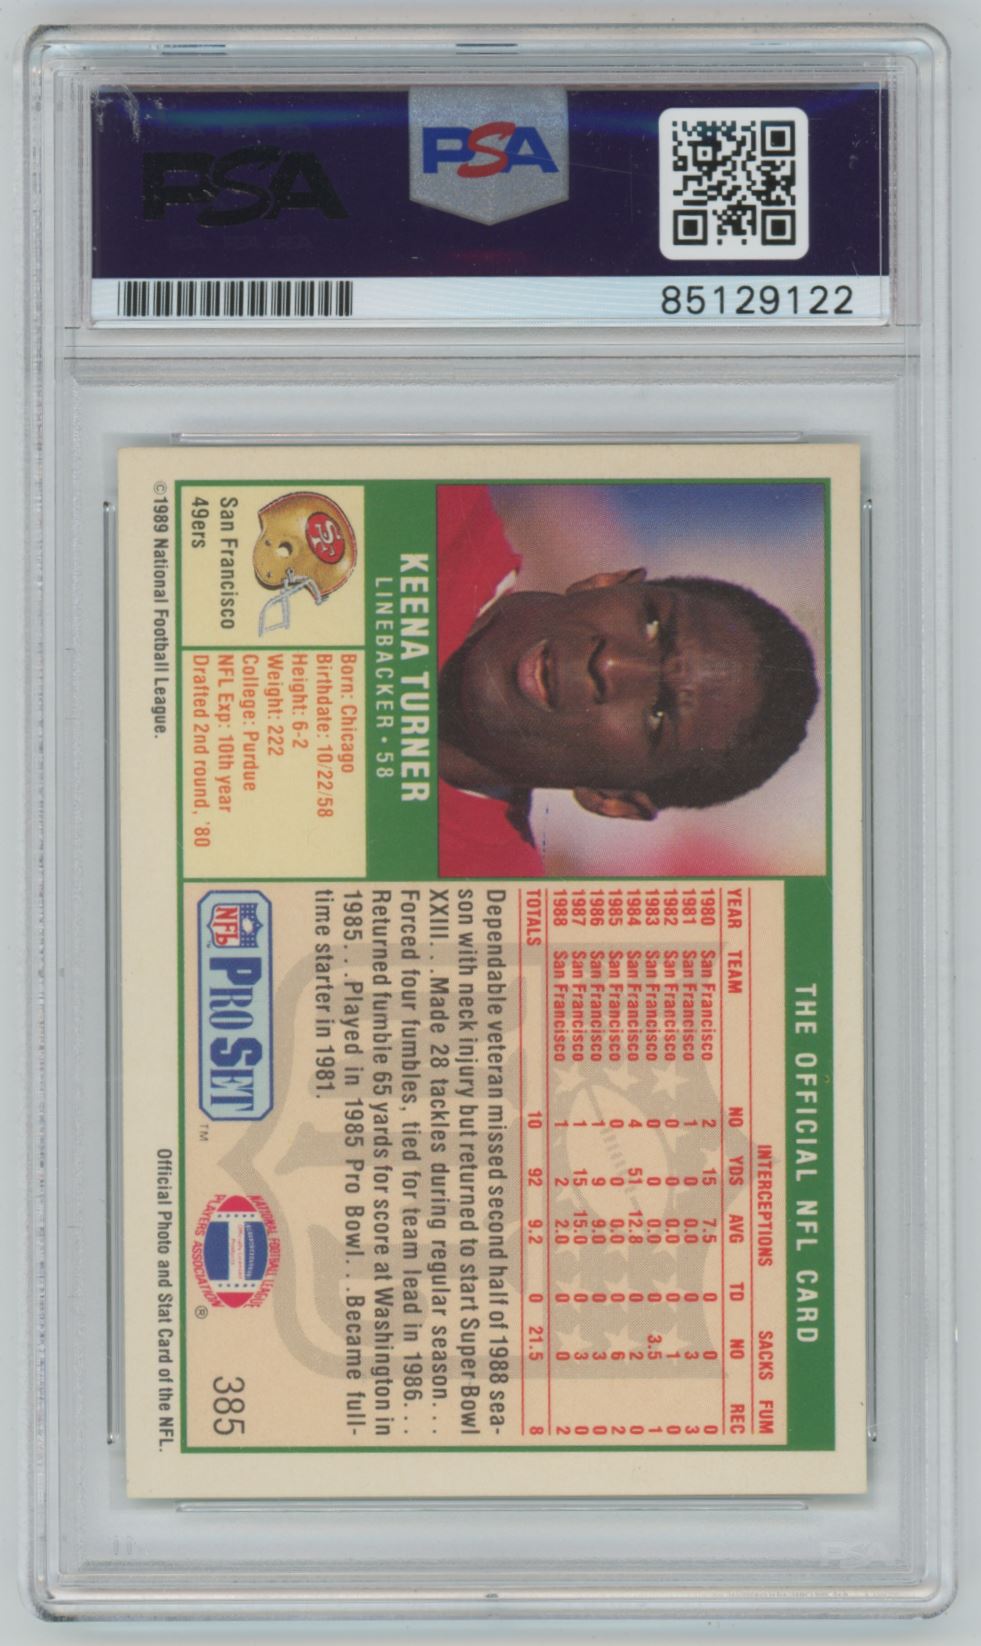 PSA
PSA
85129122
THE OFFICIAL NFL CARD
KEENA TURNER
LINEBACKER • 58
San Francisco
49ers
Born: Chicago
Birthdate: 10/22/58
Height: 6-2
Weight: 222
College: Purdue
NFL Exp: 10th year
Drafted 2nd round, '80
INTERCEPTIONS SACKS FUM
YEAR TEAM NO YDS AVG TD NO REC
1980 San Francisco 2 15 7.5 0 0 0
1981 San Francisco 1 0 0.0 0 3 3
1982 San Francisco 0 0 0.0 0 1 0
1983 San Francisco 0 0 0.0 0 3.5 1
1984 San Francisco 4 51 12.8 0 2 0
1985 San Francisco 0 0 0.0 0 6 2
1986 San Francisco 1 9 9.0 0 3 0
1987 San Francisco 1 15 15.0 0 3 0
1988 San Francisco 1 2 2.0 0 0 2
TOTALS 10 92 9.2 0 21.5 8
Dependable veteran missed second half of 1988 sea-
son with neck injury but returned to start Super Bowl
XXIII. . .Made 28 tackles during regular season. . .
Forced four fumbles, tied for team lead in 1986. . .
Returned fumble 65 yards for score at Washington in
1985. . .Played in 1985 Pro Bowl. . .Became full-
time starter in 1981.
NFL PRO SET ™
NATIONAL FOOTBALL LEAGUE
PLAYERS ASSOCIATION ®
385
©1989 National Football League.
Official Photo and Stat Card of the NFL.